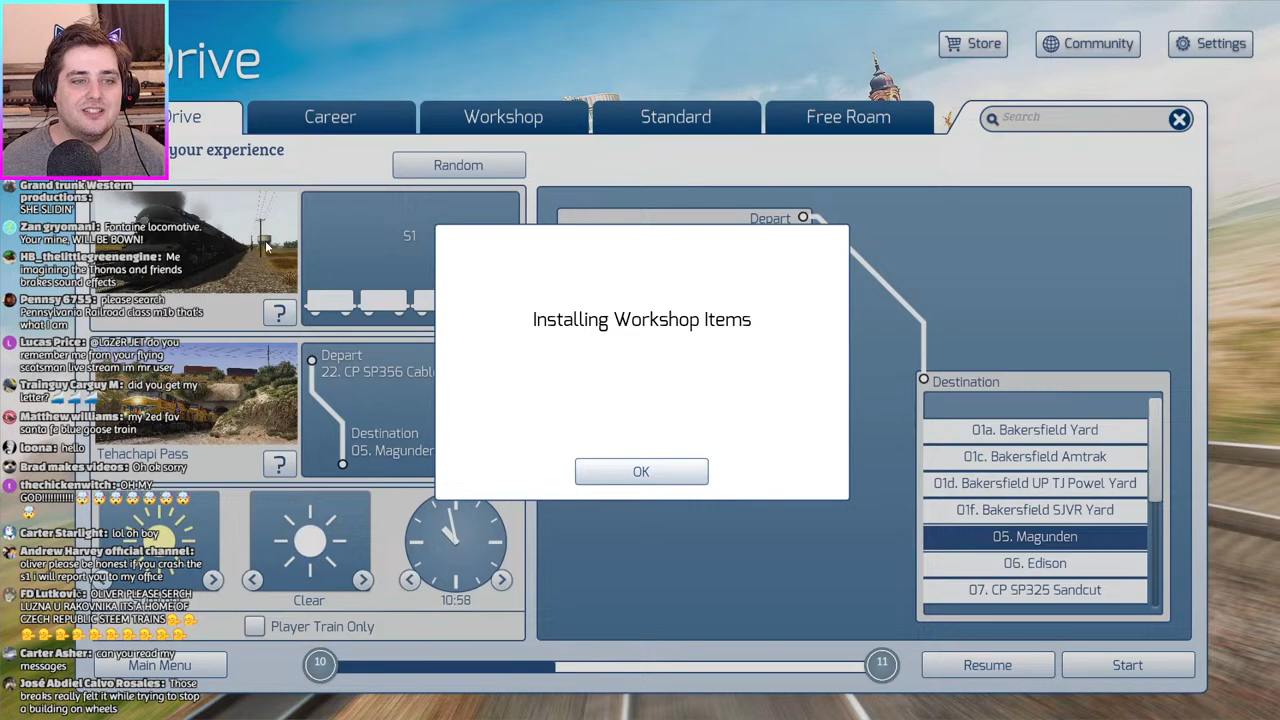 Drive
Store
Community
Settings
Drive
Career
Workshop
Standard
Free Roam
Search
your experience
Random
Grand trunk Western
productions:
SHE SLIDIN'
Zan gryomani: Fontaine locomotive.
Your mine, WILL BE BOWN!
HB_thelittlegreenengine: Me
imagining the Thomas and friends
brakes sound effects
Pennsy 6755: please search
Pennsylvania Railroad class m1b that's
what I am
Lucas Price: @LaZeR.JET do you
remember me from your flying
scotsman live stream im mr user
Trainguy Carguy M: did you get my
letter?
Matthew williams: my 2ed fav
santa fe blue goose train
loona: hello
Brad makes videos: Oh ok sorry
thechickenwitch: OH MY
GOD!!!!!!!!!!!
Carter Starlight: lol oh boy
Andrew Harvey official channel:
oliver please be honest if you crash the
s1 i will report you to my office
FD Lutkovic: OLIVER PLEASE SERCH
LUZNA U RAKOVNIKA ITS A HOME OF
CZECH REPUBLIC STEEM TRAINS
Carter Asher: can you read my
messages
José Abdiel Calvo Rosales: Those
breaks really felt it while trying to stop
a building on wheels
?
S1
Tehachapi Pass
?
Depart
22. CP SP356 Cabl
Destination
05. Magunden
Clear
10:58
Player Train Only
Depart
Installing Workshop Items
OK
Destination
01a. Bakersfield Yard
01c. Bakersfield Amtrak
01d. Bakersfield UP TJ Powel Yard
01f. Bakersfield SJVR Yard
05. Magunden
06. Edison
07. CP SP325 Sandcut
Main Menu
10
11
Resume
Start